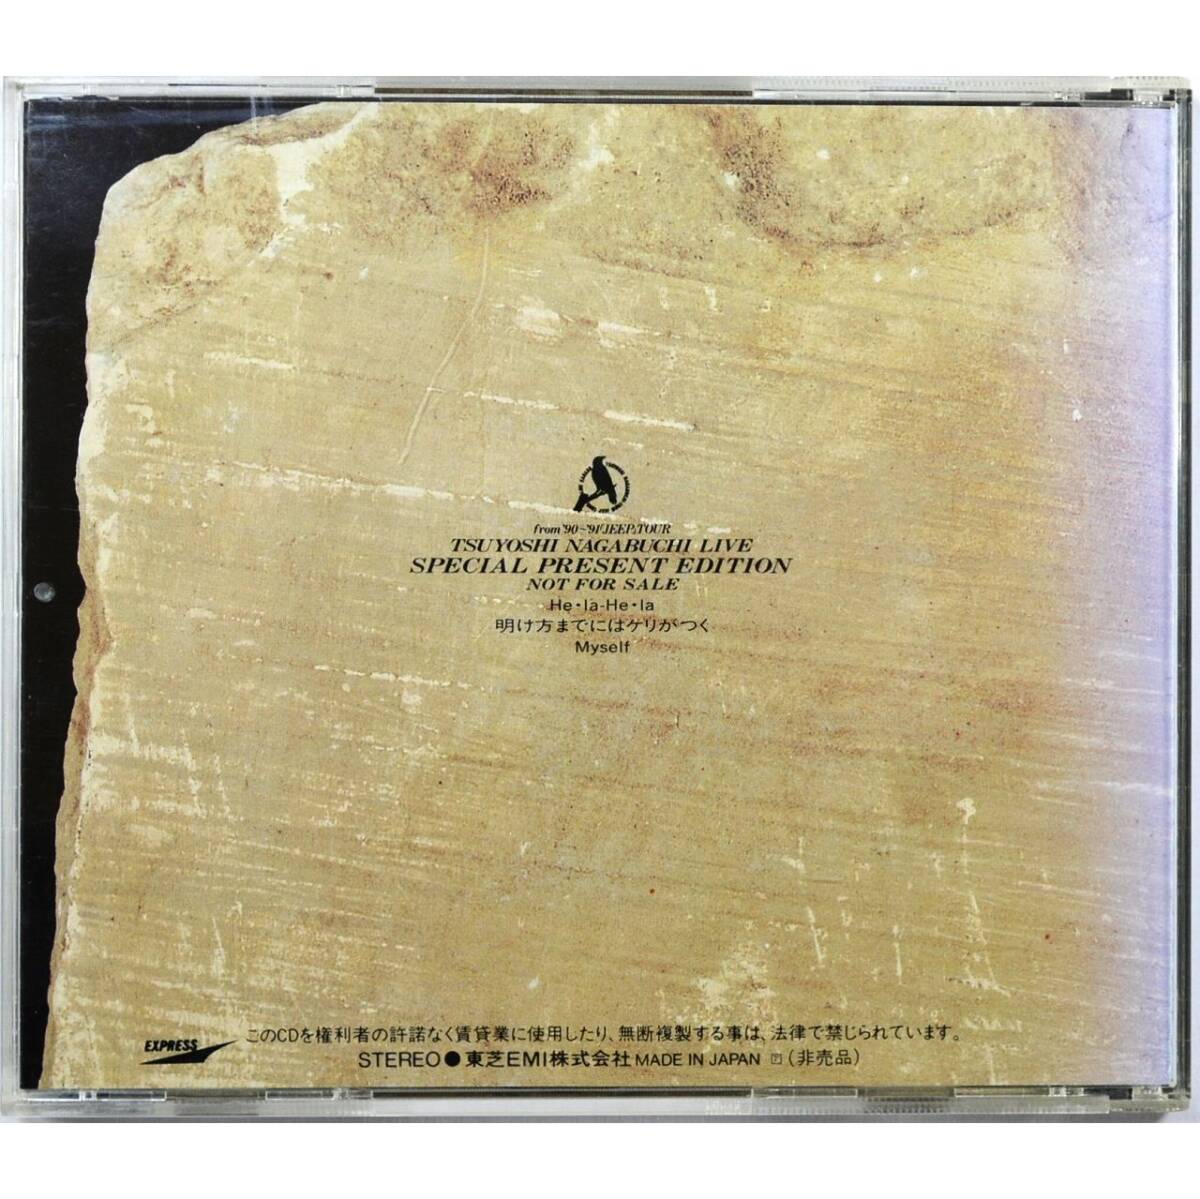 from '90~'91 JEEP TOUR
TSUYOSHI NAGABUCHI LIVE
SPECIAL PRESENT EDITION
NOT FOR SALE
He・la-He・la
明け方までにはケリがつく
Myself
EXPRESS
このCDを権利者の許諾なく賃貸業に使用したり、無断複製する事は、法律で禁じられています。
STEREO●東芝EMI株式会社 MADE IN JAPAN (非売品)